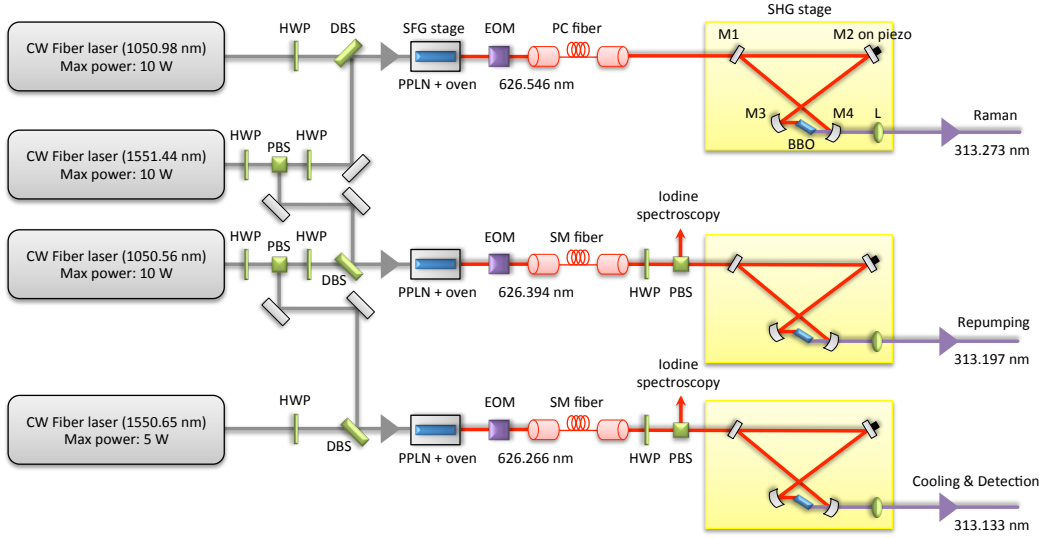 SHG stage
HWP
DBS
SFG stage
EOM
PC fiber
M1
M2 on piezo
CW Fiber laser (1050.98 nm)
Max power: 10 W
PPLN + oven
626.546 nm
M3
M4
L
BBO
Raman
313.273 nm
HWP
PBS
HWP
CW Fiber laser (1551.44 nm)
Max power: 10 W
Iodine
spectroscopy
HWP
PBS
HWP
EOM
SM fiber
CW Fiber laser (1050.56 nm)
Max power: 10 W
DBS
PPLN + oven
626.394 nm
HWP
PBS
Repumping
313.197 nm
Iodine
spectroscopy
HWP
EOM
SM fiber
CW Fiber laser (1550.65 nm)
Max power: 5 W
DBS
PPLN + oven
626.266 nm
HWP
PBS
Cooling & Detection
313.133 nm